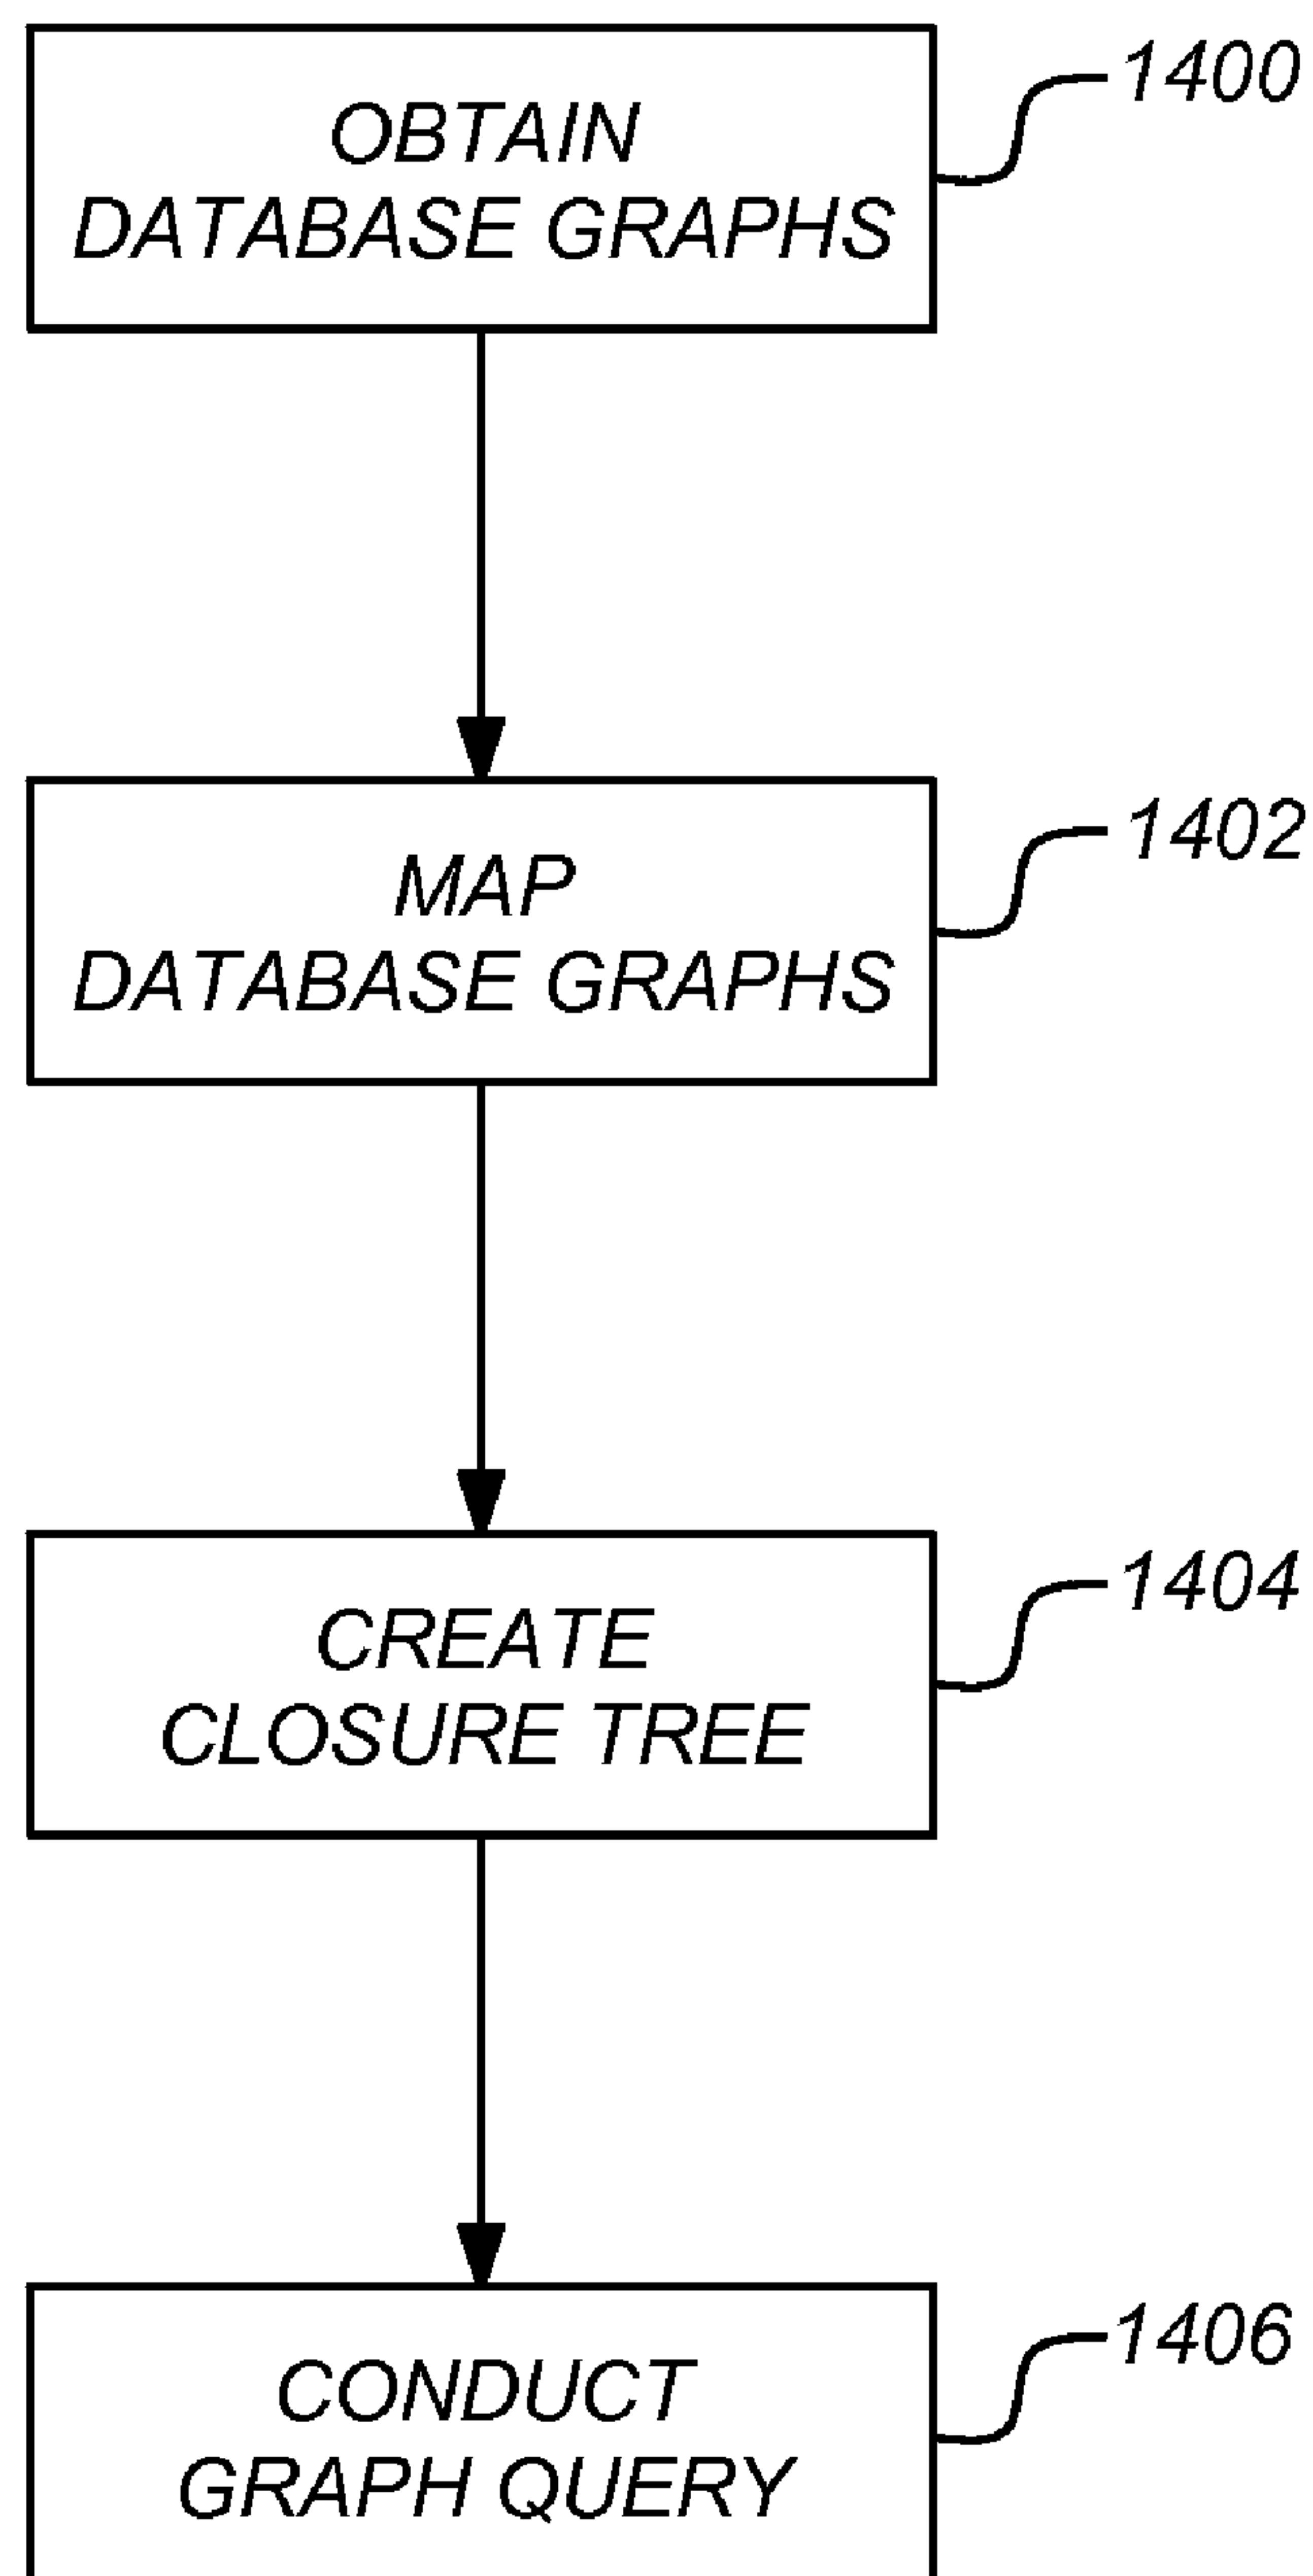 OBTAIN
DATABASE GRAPHS
1400
MAP
DATABASE GRAPHS
1402
CREATE
CLOSURE TREE
1404
CONDUCT
GRAPH QUERY
1406